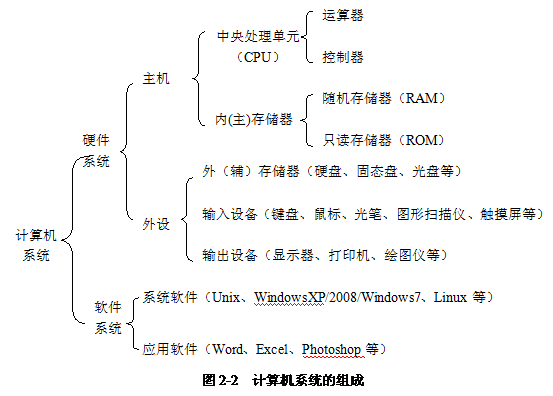 运算器
中央处理单元
（CPU）
控制器
主机
随机存储器（RAM）
内(主)存储器
只读存储器（ROM）
硬件
系统
外（辅）存储器（硬盘、固态盘、光盘等）
输入设备（键盘、鼠标、光笔、图形扫描仪、触摸屏等）
外设
输出设备（显示器、打印机、绘图仪等）
计算机
系统
系统软件（Unix、WindowsXP/2008/Windows7、Linux 等）
软件
系统
应用软件（Word、Excel、Photoshop 等）
图 2-2 计算机系统的组成